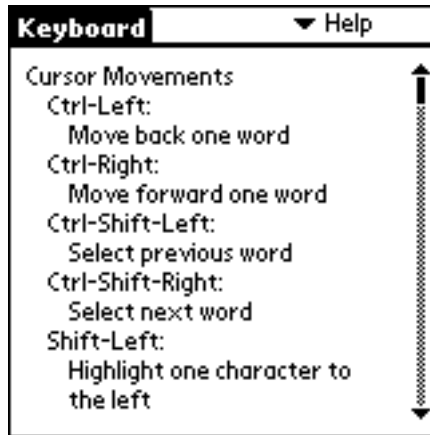 Keyboard
Help
Cursor Movements
Ctrl-Left:
Move back one word
Ctrl-Right:
Move forward one word
Ctrl-Shift-Left:
Select previous word
Ctrl-Shift-Right:
Select next word
Shift-Left:
Highlight one character to
the left